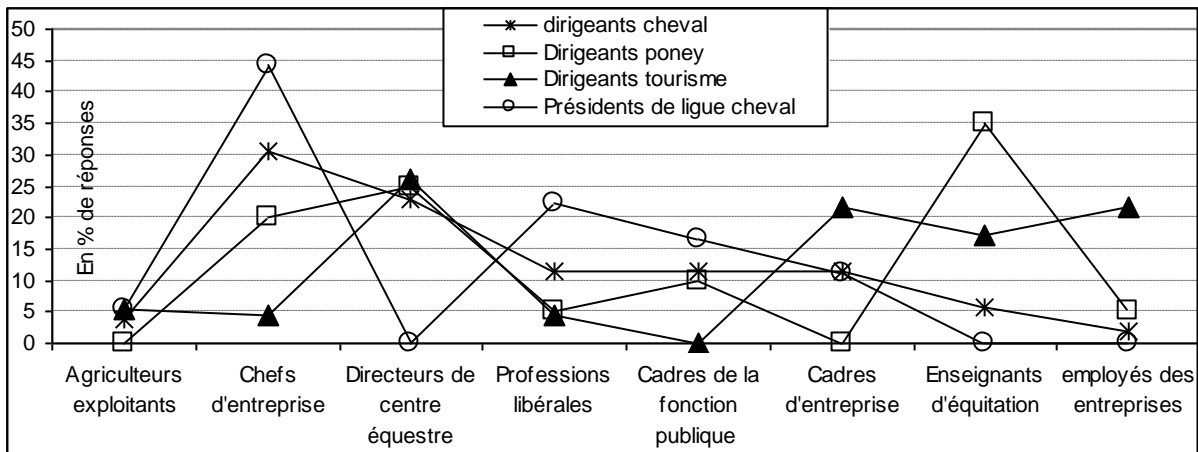 dirigeants cheval
Dirigeants poney
Dirigeants tourisme
Présidents de ligue cheval
En % de réponses
50
45
40
35
30
25
20
15
10
5
0
Agriculteurs
exploitants
Chefs
d'entreprise
Directeurs de
centre
équestre
Professions
libérales
Cadres de la
fonction
publique
Cadres
d'entreprise
Enseignants
d'équitation
employés des
entreprises